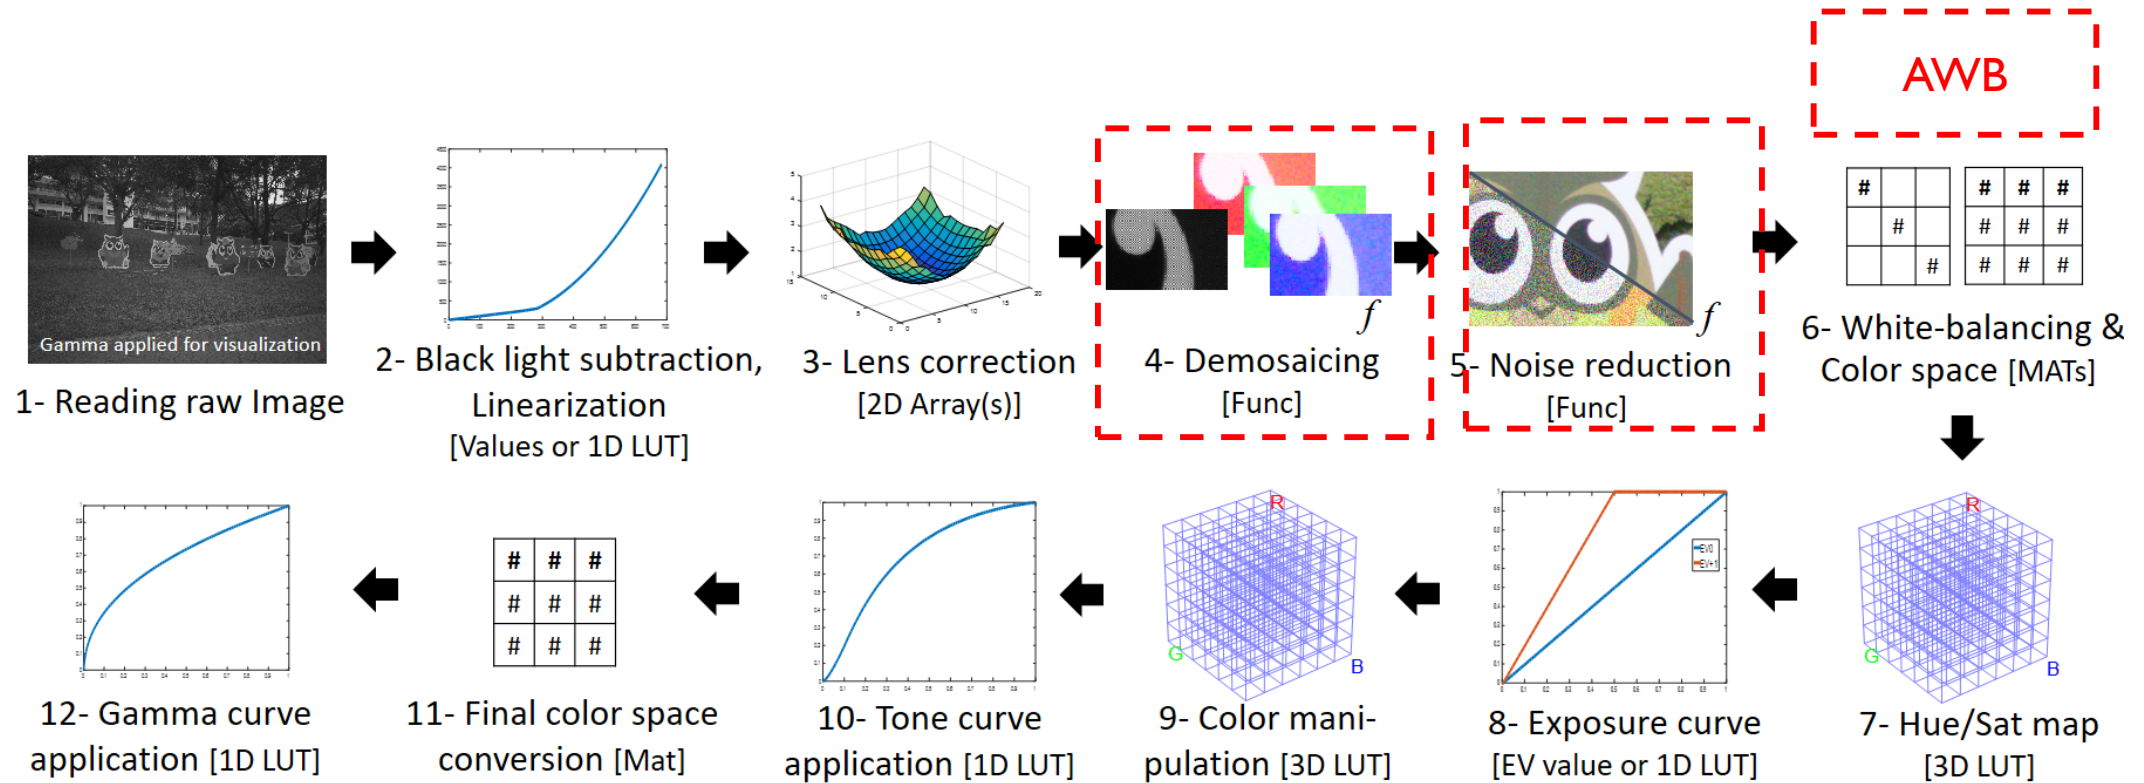 AWB
Gamma applied for visualization
1- Reading raw Image
2- Black light subtraction,
Linearization
[Values or 1D LUT]
3- Lens correction
[2D Array(s)]
f
4- Demosaicing
[Func]
f
5- Noise reduction
[Func]
# # # #
# # # #
# # # #
6- White-balancing &
Color space [MATs]
12- Gamma curve
application [1D LUT]
# # #
# # #
# # #
11- Final color space
conversion [Mat]
10- Tone curve
application [1D LUT]
R
G
B
9- Color mani-
pulation [3D LUT]
EV0
EV+1
8- Exposure curve
[EV value or 1D LUT]
R
G
B
7- Hue/Sat map
[3D LUT]